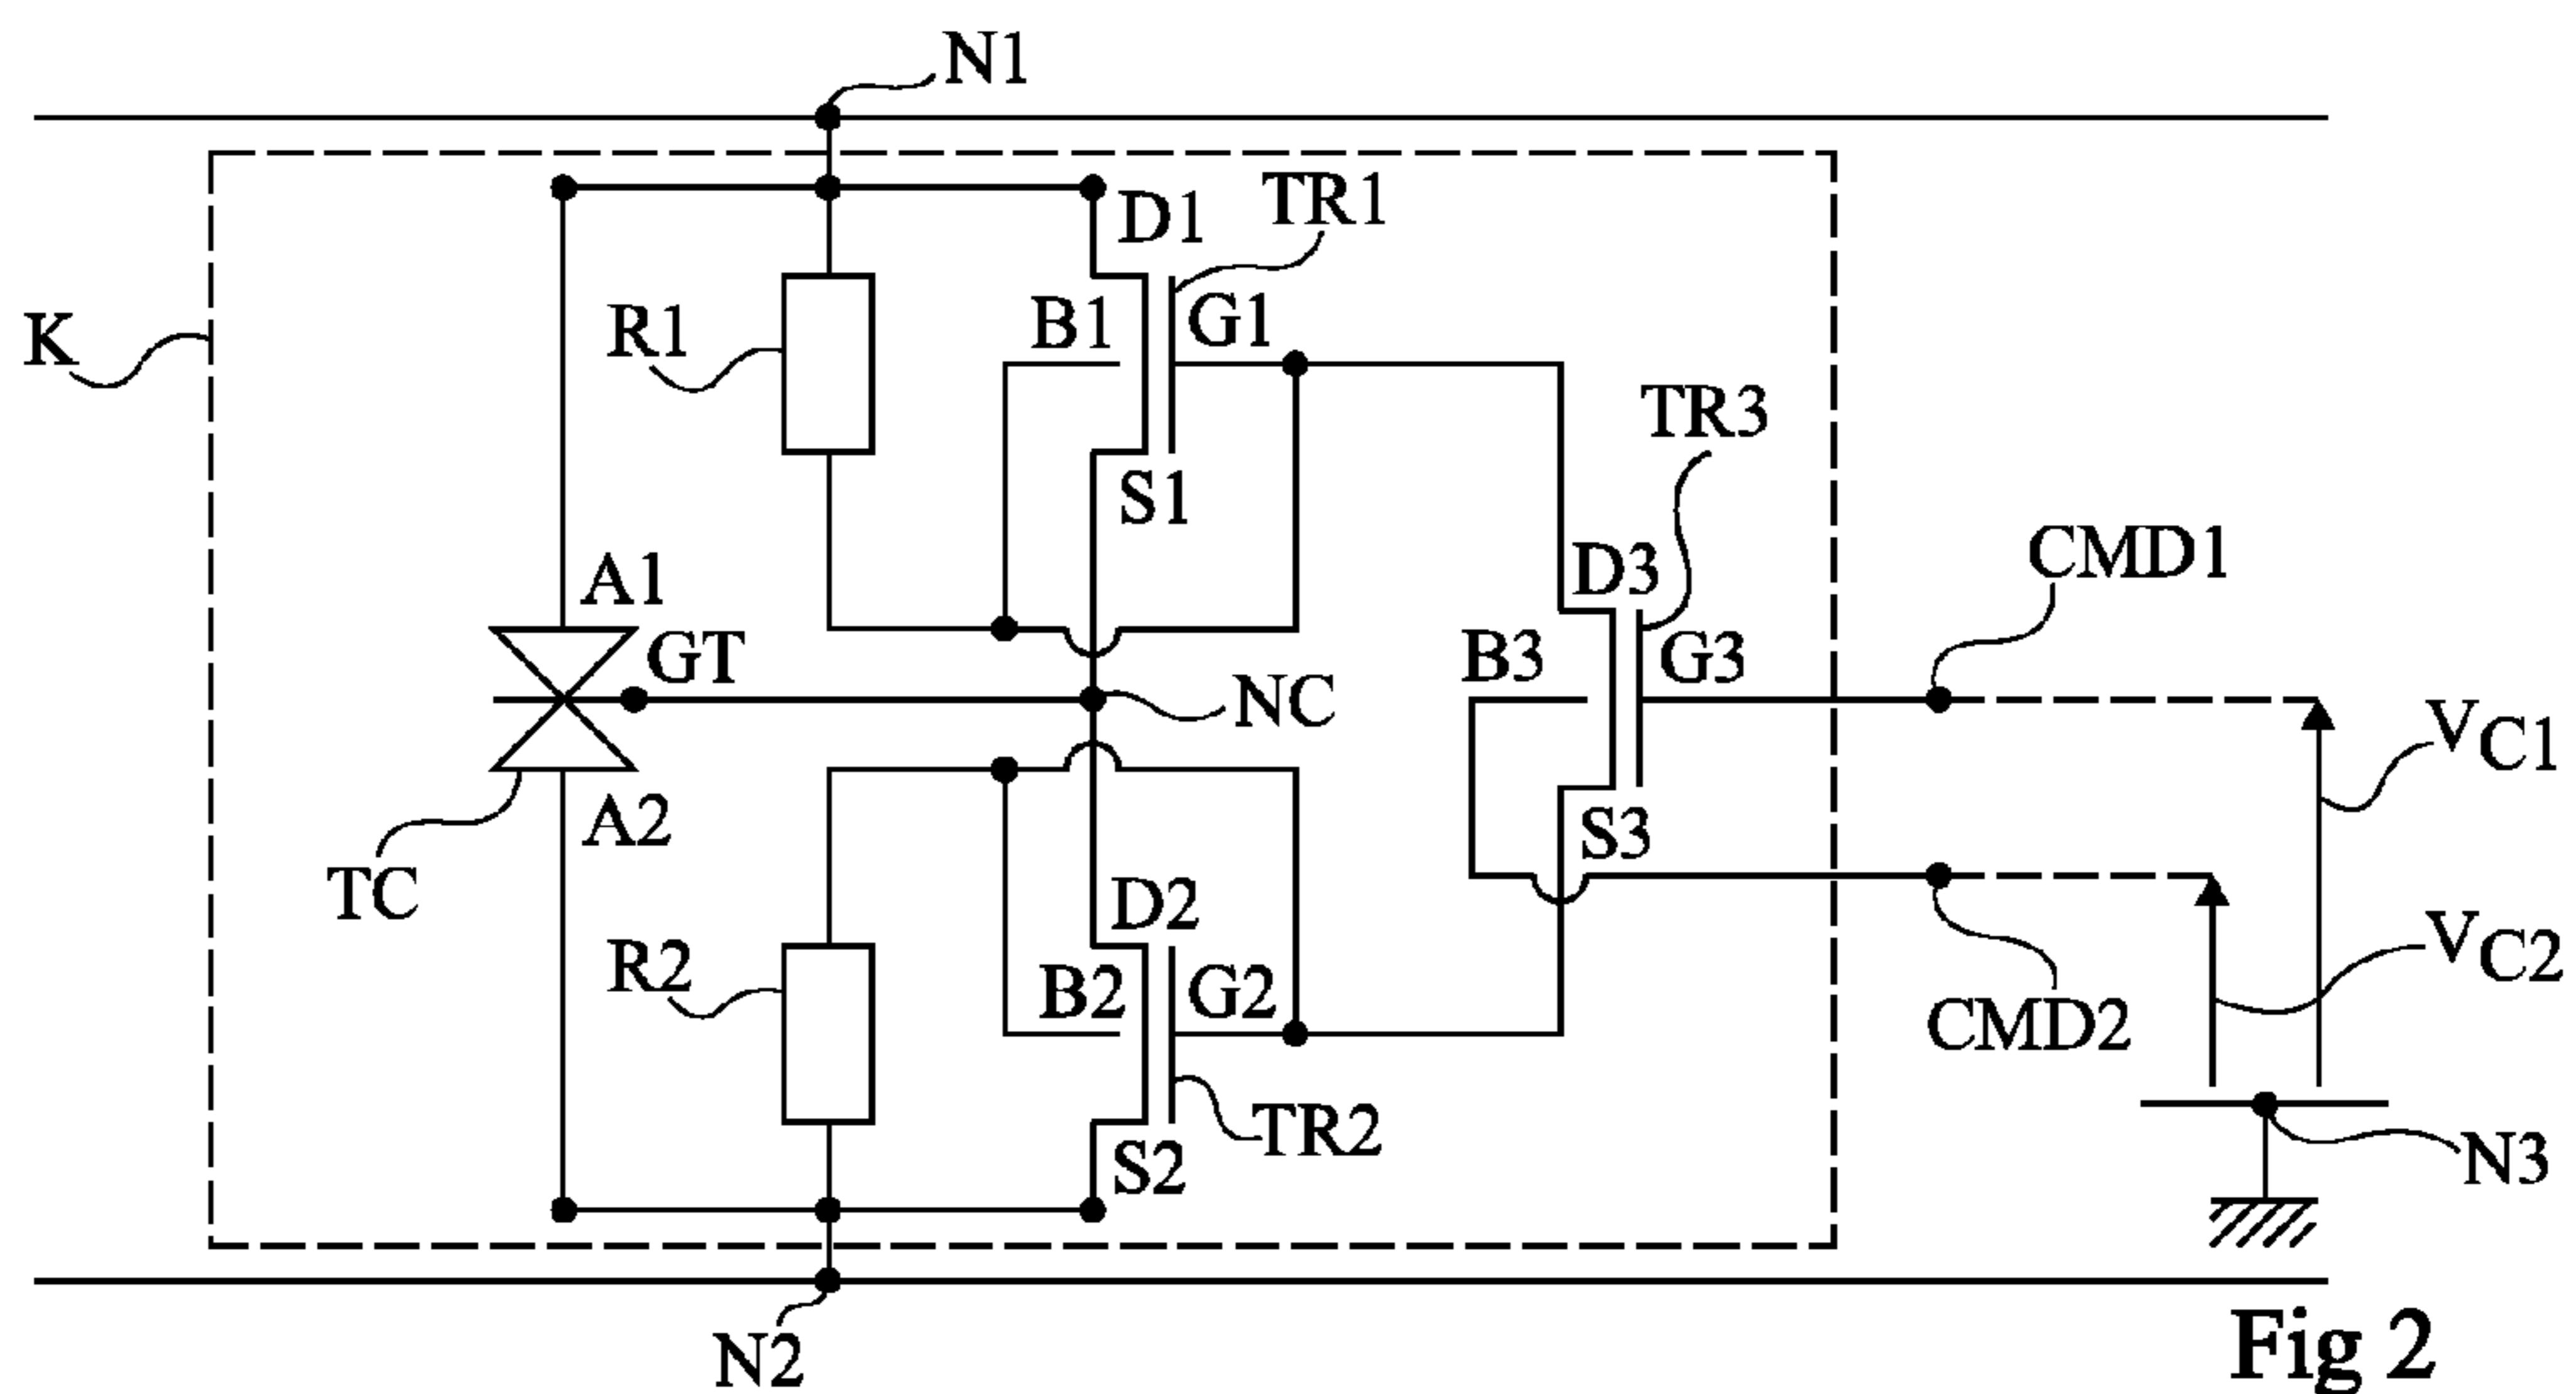 N1
D1
TR1
K
R1
B1
G1
TR3
S1
CMD1
A1
D3
GT
B3
G3
NC
VC1
A2
S3
TC
D2
VC2
R2
B2
G2
CMD2
TR2
S2
N3
N2
Fig 2